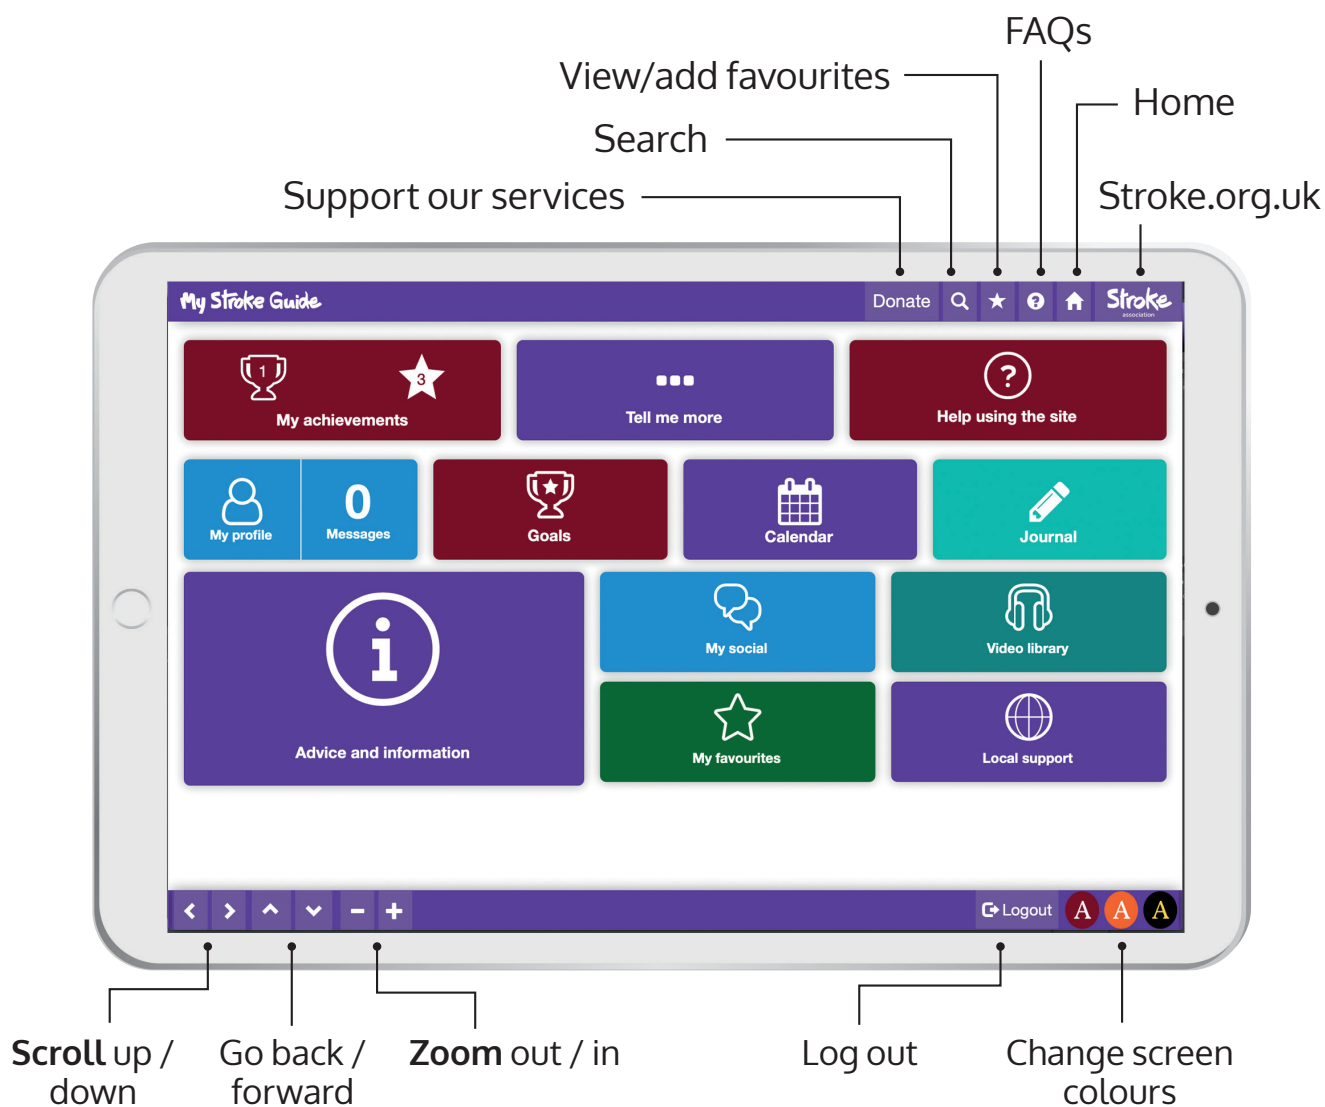 FAQs
View/add favourites
Home
Search
Support our services
Stroke.org.uk
My Stroke Guide
Donate
Stroke
association
1
3
My achievements
Tell me more
?
Help using the site
My profile
0
Messages
Goals
Calendar
Journal
i
Advice and information
My social
Video library
My favourites
Local support
Logout
A
A
A
Scroll up /
down
Go back /
forward
Zoom out / in
Log out
Change screen
colours